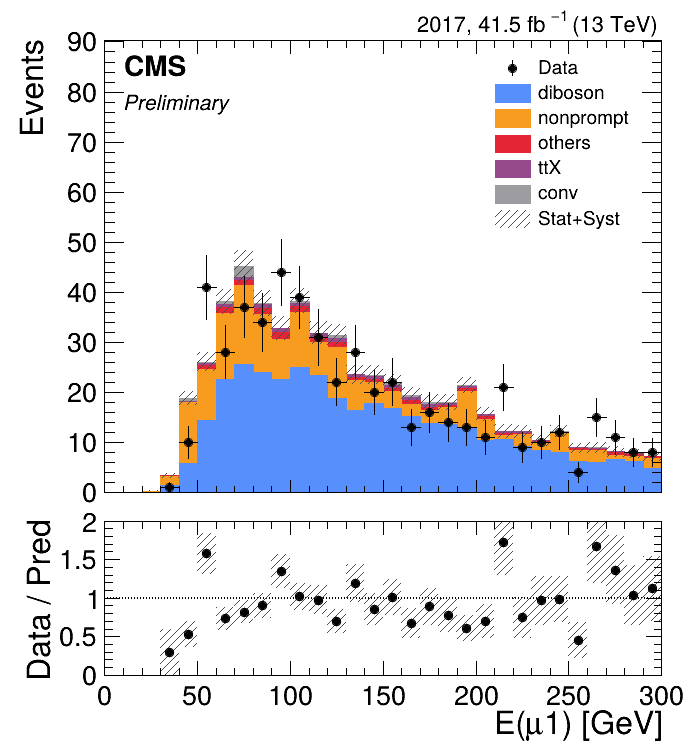 2017, 41.5 fb⁻¹ (13 TeV)
CMS
Preliminary
Events
90
80
70
60
50
40
30
20
10
0
Data
diboson
nonprompt
others
ttX
conv
Stat+Syst
Data / Pred
2
1.5
1
0.5
0
0 50 100 150 200 250 300
E(μ1) [GeV]